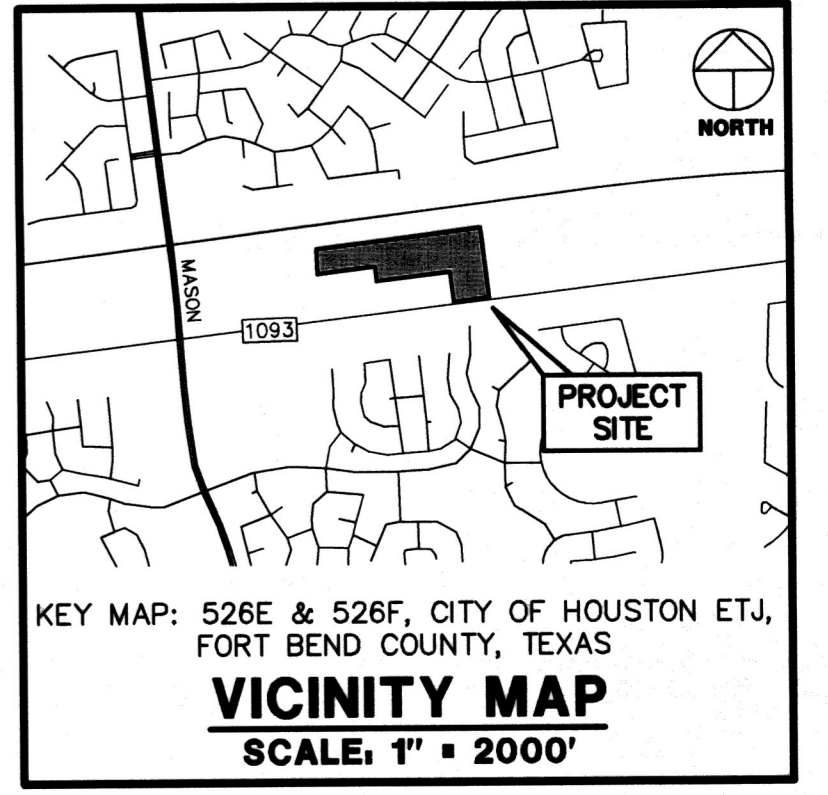 NORTH
MASON
1093
PROJECT
SITE
KEY MAP: 526E & 526F, CITY OF HOUSTON ETJ,
FORT BEND COUNTY, TEXAS
VICINITY MAP
SCALE: 1" = 2000'